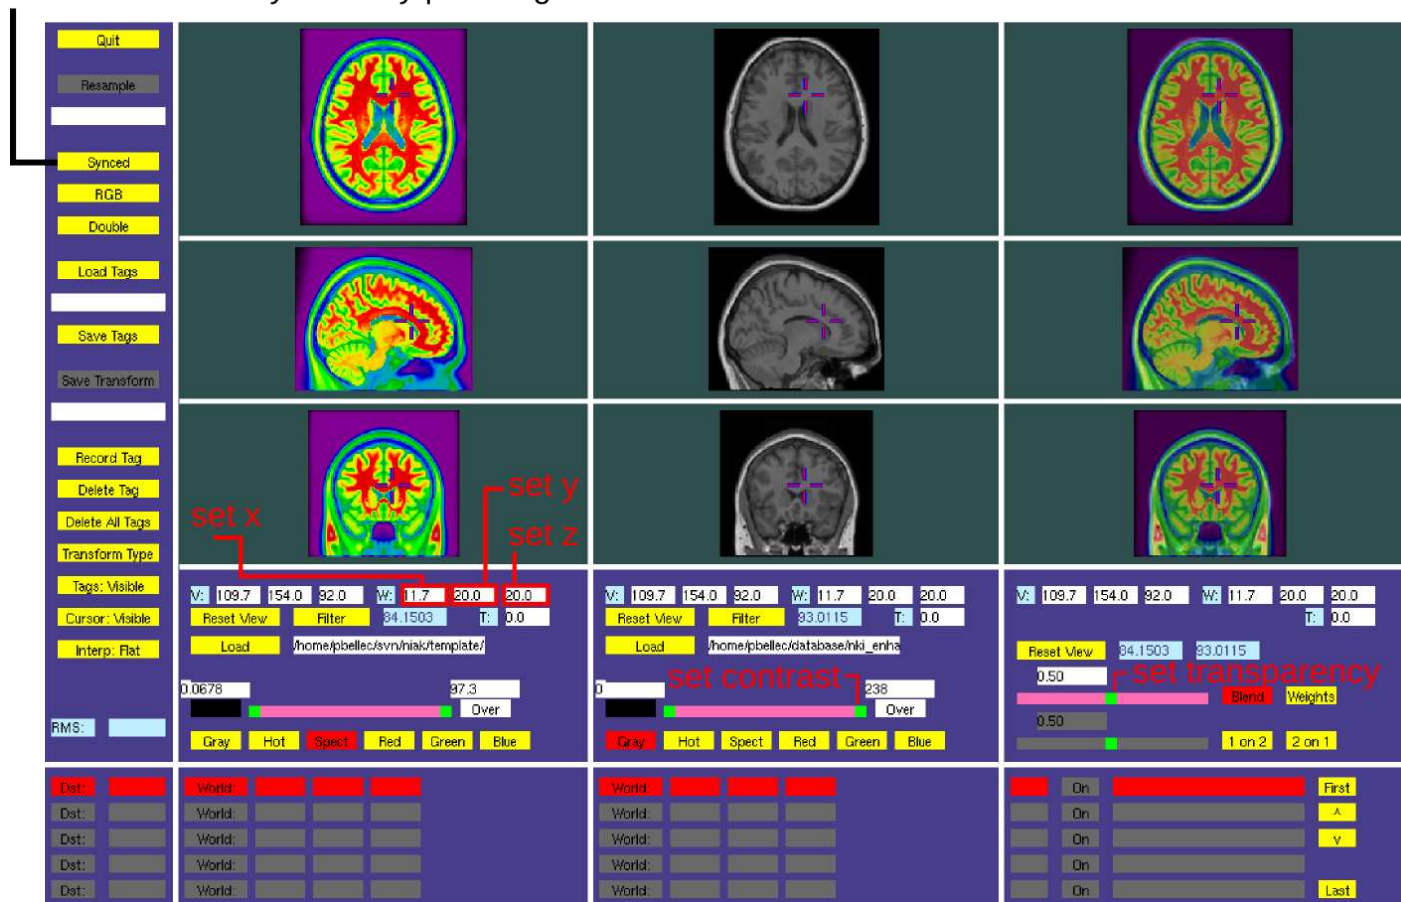 Quit
Resample
Synced
RGB
Double
Load Tags
Save Tags
Save Transform
Record Tag
Delete Tag
Delete All Tags
Transform Type
Tags: Visible
Cursor: Visible
Interp: Flat
RMS:
set x
set y
set z
V: 109.7 154.0 92.0 W: 11.7 20.0 20.0
Reset View Filter 84.1503 T: 0.0
Load /home/pbellec/svn/niak/template/
0.0678 97.3
Over
Gray Hot Spect Red Green Blue
V: 109.7 154.0 92.0 W: 11.7 20.0 20.0
Reset View Filter 93.0115 T: 0.0
Load /home/pbellec/database/nki_enha
set contrast
0 238
Over
Gray Hot Spect Red Green Blue
V: 109.7 154.0 92.0 W: 11.7 20.0 20.0
T: 0.0
Reset View 84.1503 93.0115
set transparency
0.50
Blend Weights
0.50
1 on 2 2 on 1
Dst: World: World: On First
Dst: World: World: On ^
Dst: World: World: On v
Dst: World: World: On
Dst: World: World: On Last